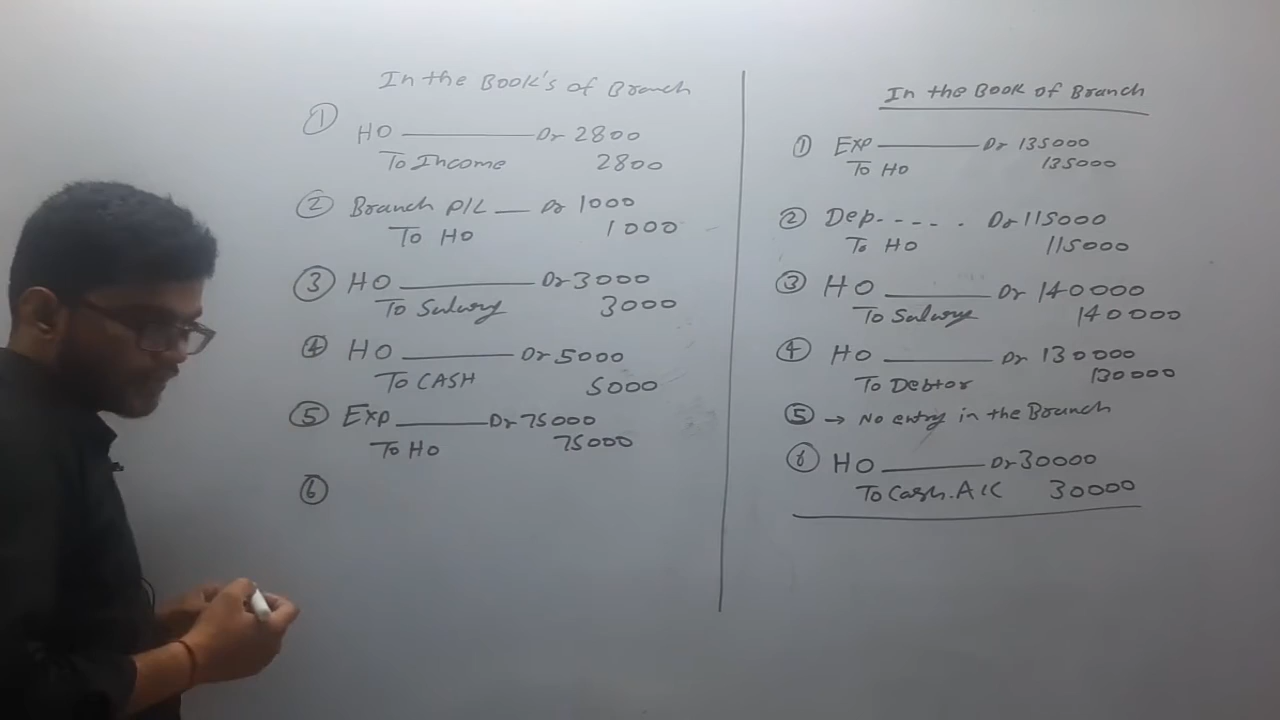 In the Book's of Branch
① HO ———— Dr 2800
To Income 2800
② Branch P/L — Dr 1000
To HO 1000
③ HO ———— Dr 3000
To Salary 3000
④ HO ———— Dr 5000
To CASH 5000
⑤ Exp ———— Dr 75000
To HO 75000
⑥
In the Book of Branch
① Exp ———— Dr 135000
To HO 135000
② Dep- - - - . . Dr 115000
To HO 115000
③ HO ———— Dr 140000
To Salary 140000
④ HO ———— Dr 130000
To Debtor 130000
⑤ → No entry in the Branch
⑥ HO ———— Dr 30000
To Cash.A/C 30000